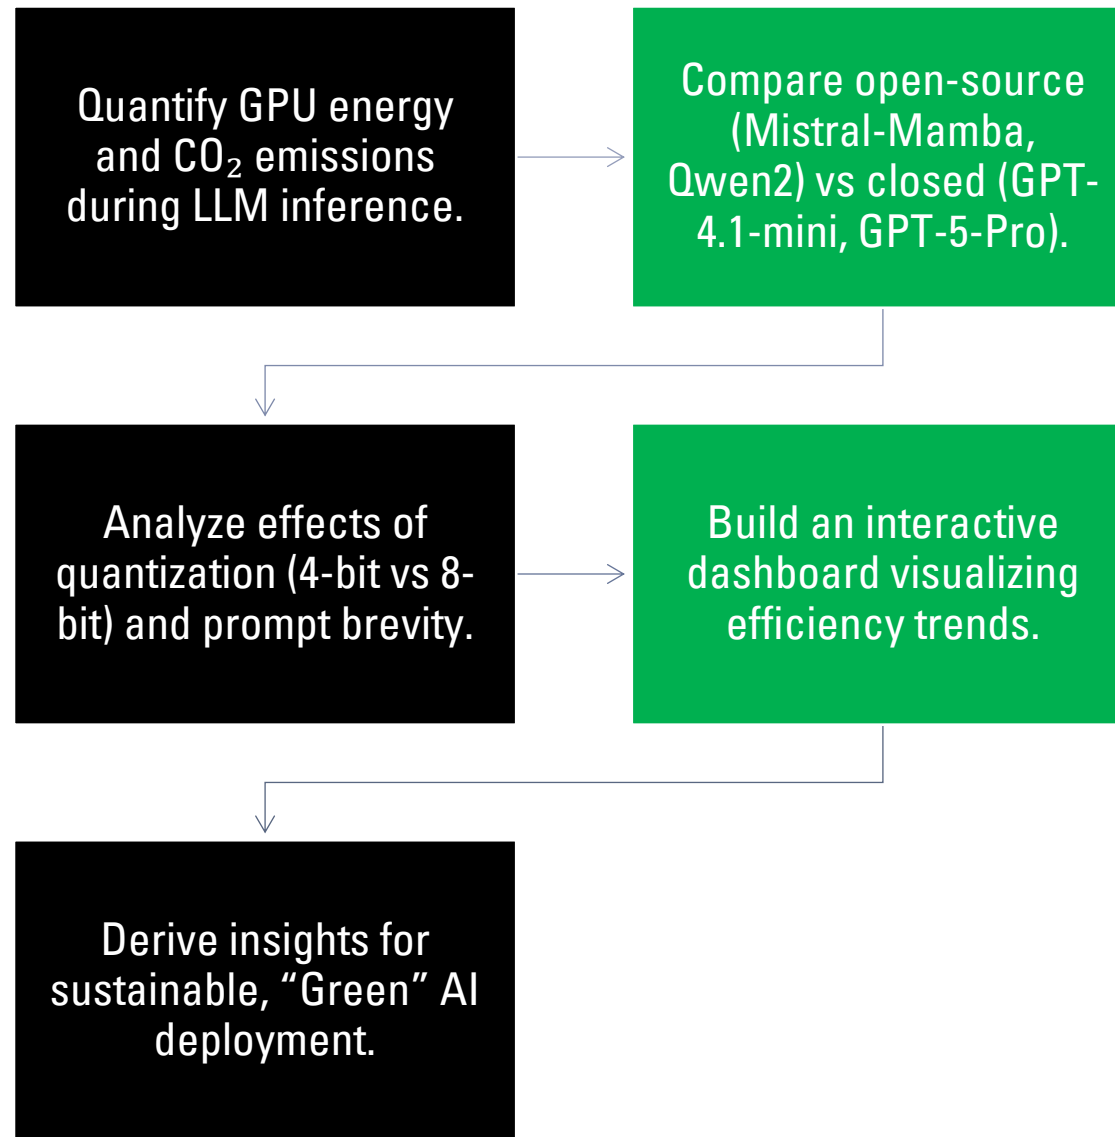 Quantify GPU energy
and CO₂ emissions
during LLM inference.
Compare open-source
(Mistral-Mamba,
Qwen2) vs closed (GPT-
4.1-mini, GPT-5-Pro).
Analyze effects of
quantization (4-bit vs 8-
bit) and prompt brevity.
Build an interactive
dashboard visualizing
efficiency trends.
Derive insights for
sustainable, “Green” AI
deployment.